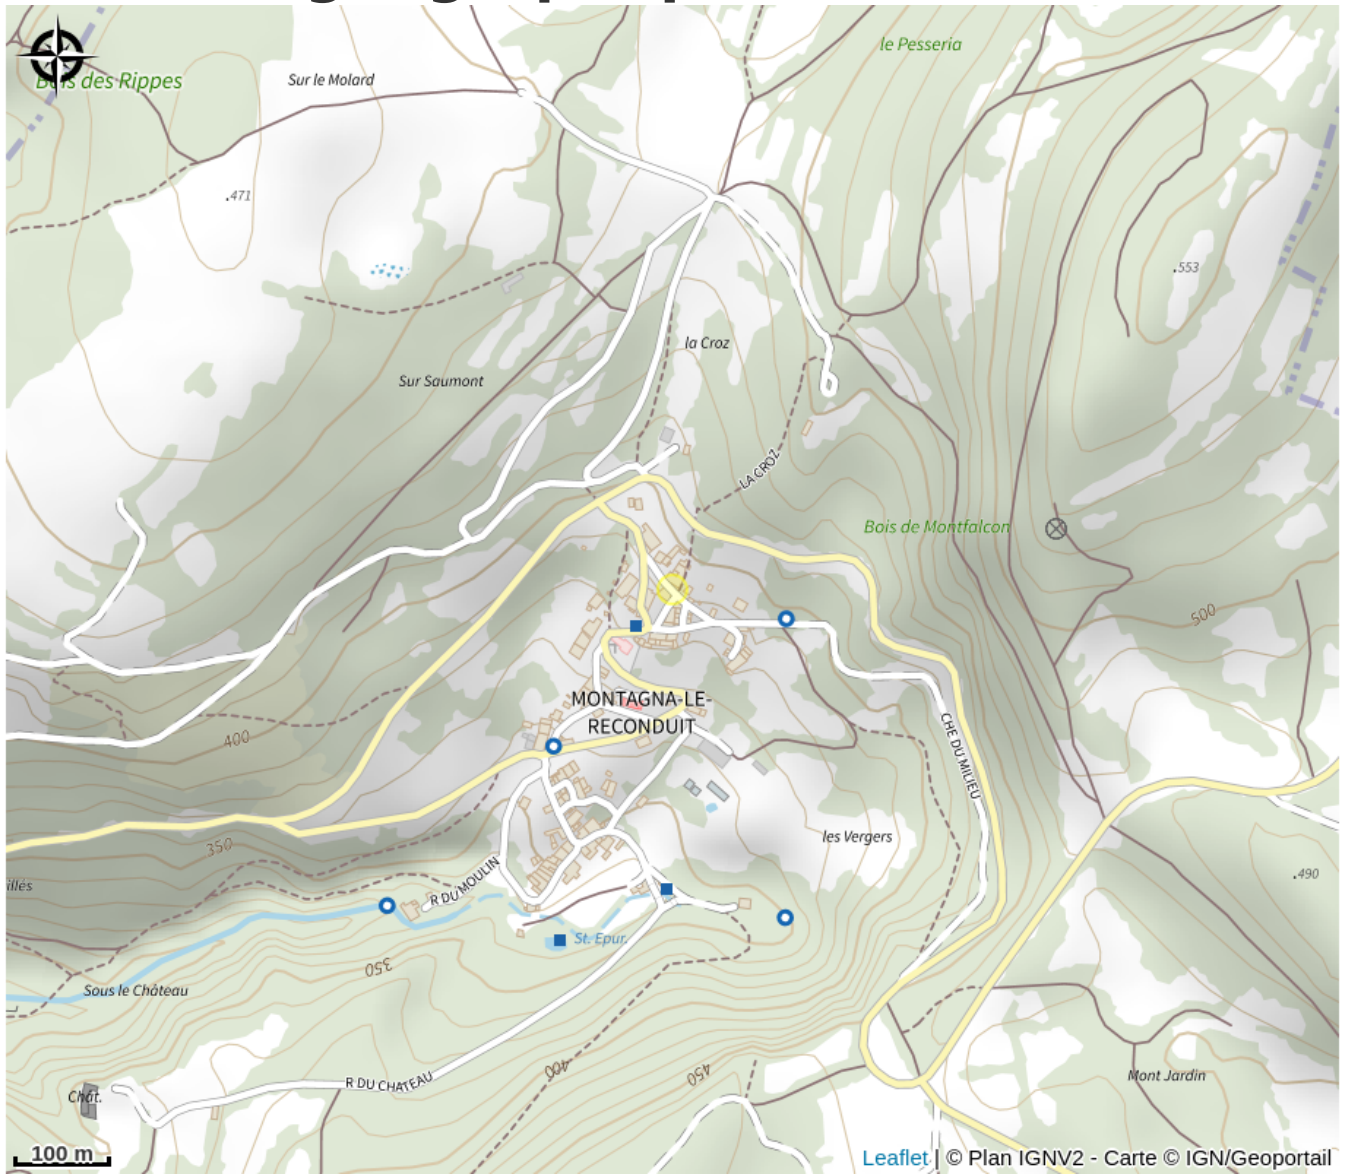 le Pesseria
Bois des Rippes
Sur le Molard
.471
.553
la Croz
Sur Saumont
LA CROZ
Bois de Montfalcon
500
MONTAGNA-LE-
RECONDUIT
400
CHE DU MILIEU
350
les Vergers
illés
R DU MOULIN
.490
St. Epur.
350
Sous le Château
400
450
R DU CHATEAU
Mont Jardin
Chât.
100 m
Leaflet | © Plan IGNV2 - Carte © IGN/Geoportail